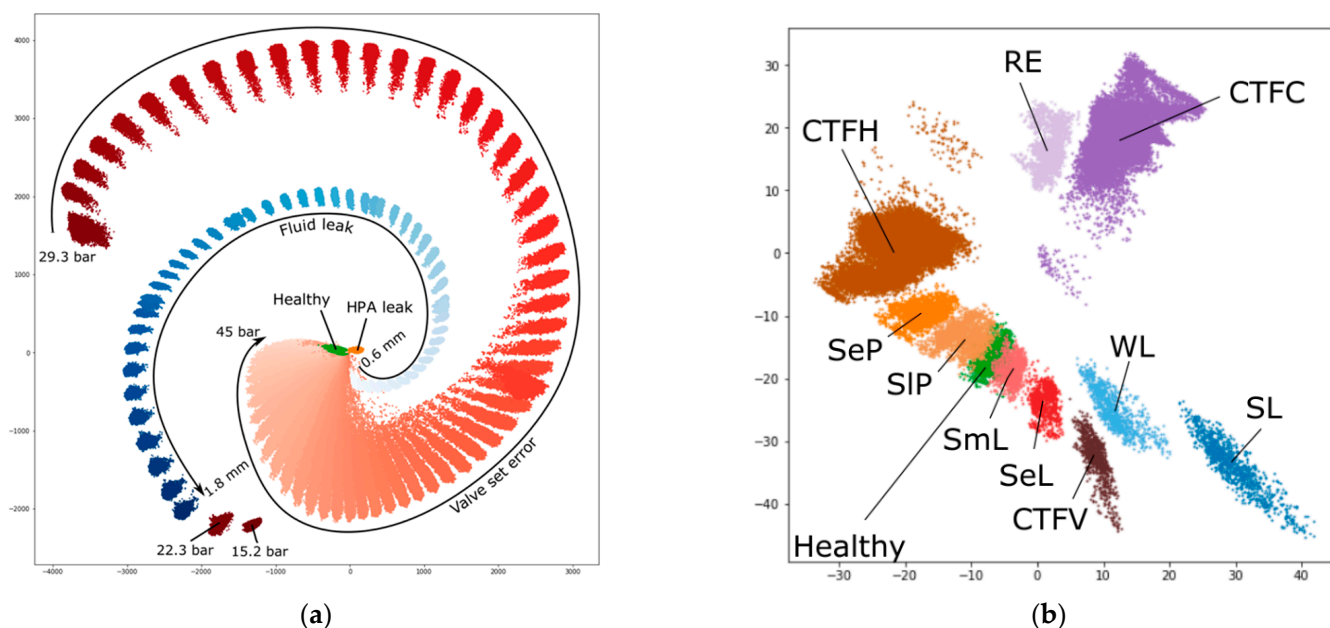 4000
3000
2000
1000
0
−1000
−2000
−4000
−3000
−2000
−1000
0
1000
2000
3000
29.3 bar
Fluid leak
Healthy
HPA leak
45 bar
0.6 mm
1.8 mm
Valve set error
22.3 bar
15.2 bar
(a)
30
20
10
0
−10
−20
−30
−40
−30
−20
−10
0
10
20
30
40
RE
CTFC
CTFH
SeP
SlP
WL
SL
SmL
SeL
CTFV
Healthy
(b)